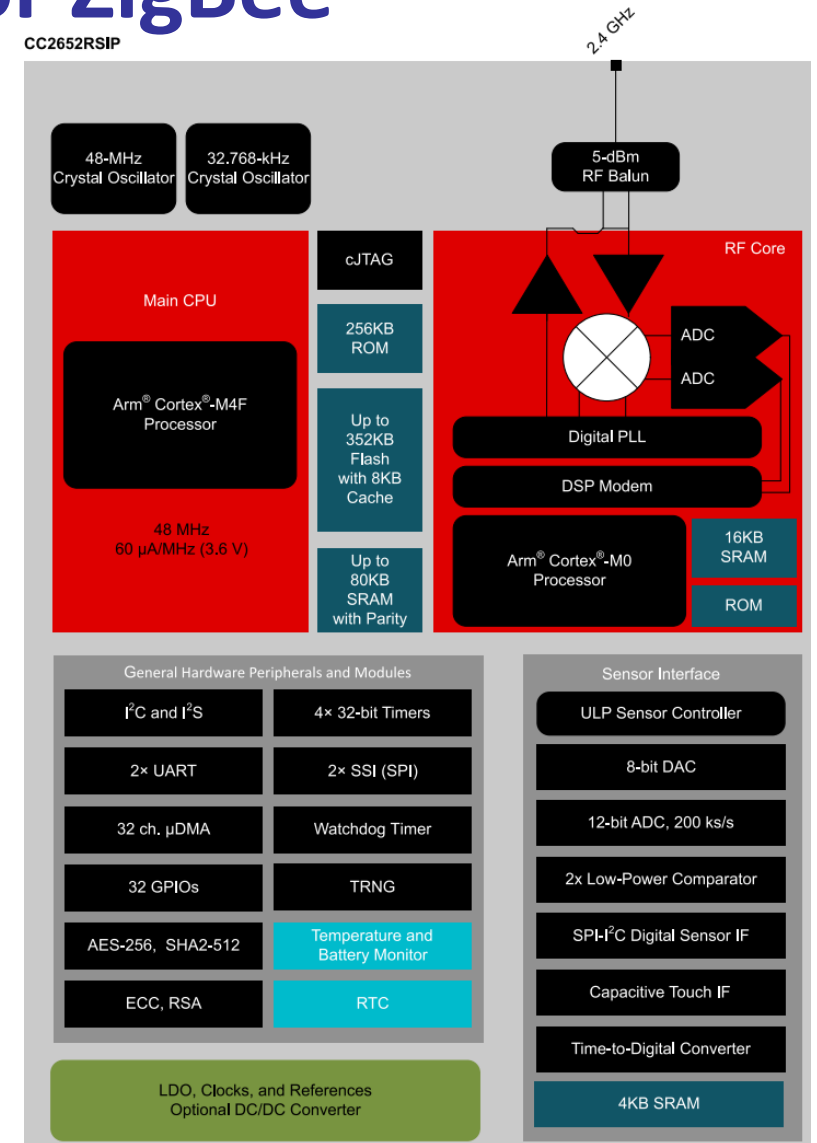 or ZigBee
CC2652RSIP
2.4 GHz
48-MHz
Crystal Oscillator
32.768-kHz
Crystal Oscillator
5-dBm
RF Balun
Main CPU
Arm® Cortex®-M4F
Processor
48 MHz
60 µA/MHz (3.6 V)
cJTAG
256KB
ROM
Up to
352KB
Flash
with 8KB
Cache
Up to
80KB
SRAM
with Parity
RF Core
ADC
ADC
Digital PLL
DSP Modem
Arm® Cortex®-M0
Processor
16KB
SRAM
ROM
General Hardware Peripherals and Modules
I²C and I²S
4× 32-bit Timers
2× UART
2× SSI (SPI)
32 ch. µDMA
Watchdog Timer
32 GPIOs
TRNG
AES-256, SHA2-512
Temperature and
Battery Monitor
ECC, RSA
RTC
LDO, Clocks, and References
Optional DC/DC Converter
Sensor Interface
ULP Sensor Controller
8-bit DAC
12-bit ADC, 200 ks/s
2x Low-Power Comparator
SPI-I²C Digital Sensor IF
Capacitive Touch IF
Time-to-Digital Converter
4KB SRAM